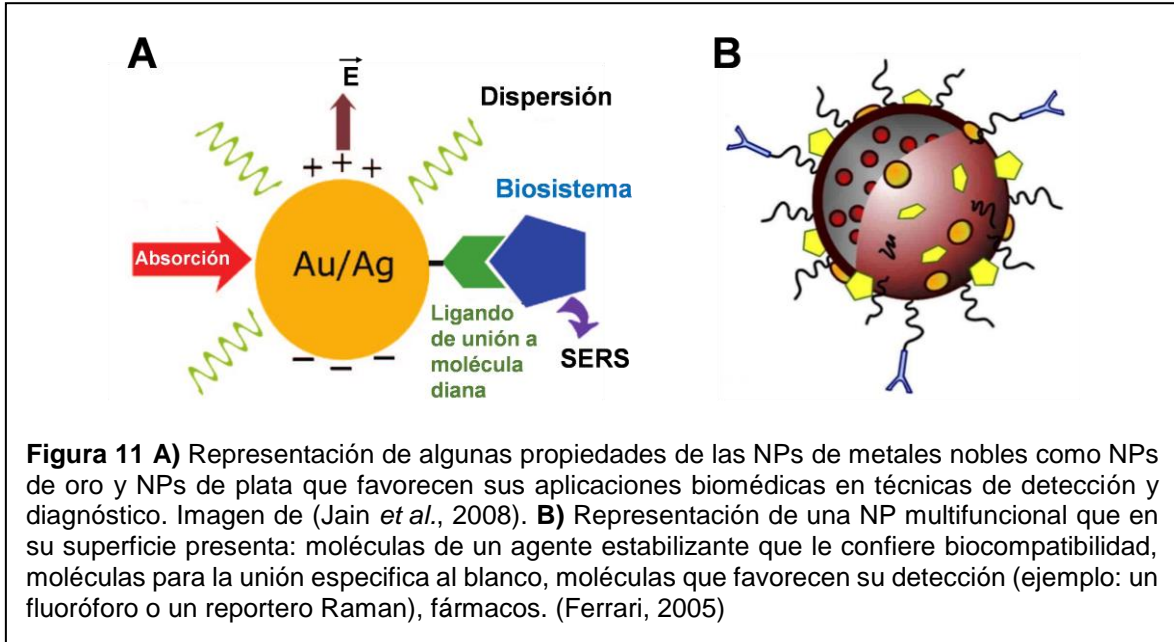 A
B
E
Dispersión
+ + +
Biosistema
Absorción
Au/Ag
–
Ligando
de unión a
molécula
diana
SERS
– – –
Figura 11 A) Representación de algunas propiedades de las NPs de metales nobles como NPs
de oro y NPs de plata que favorecen sus aplicaciones biomédicas en técnicas de detección y
diagnóstico. Imagen de (Jain et al., 2008). B) Representación de una NP multifuncional que en
su superficie presenta: moléculas de un agente estabilizante que le confiere biocompatibilidad,
moléculas para la unión especifica al blanco, moléculas que favorecen su detección (ejemplo: un
fluoróforo o un reportero Raman), fármacos. (Ferrari, 2005)